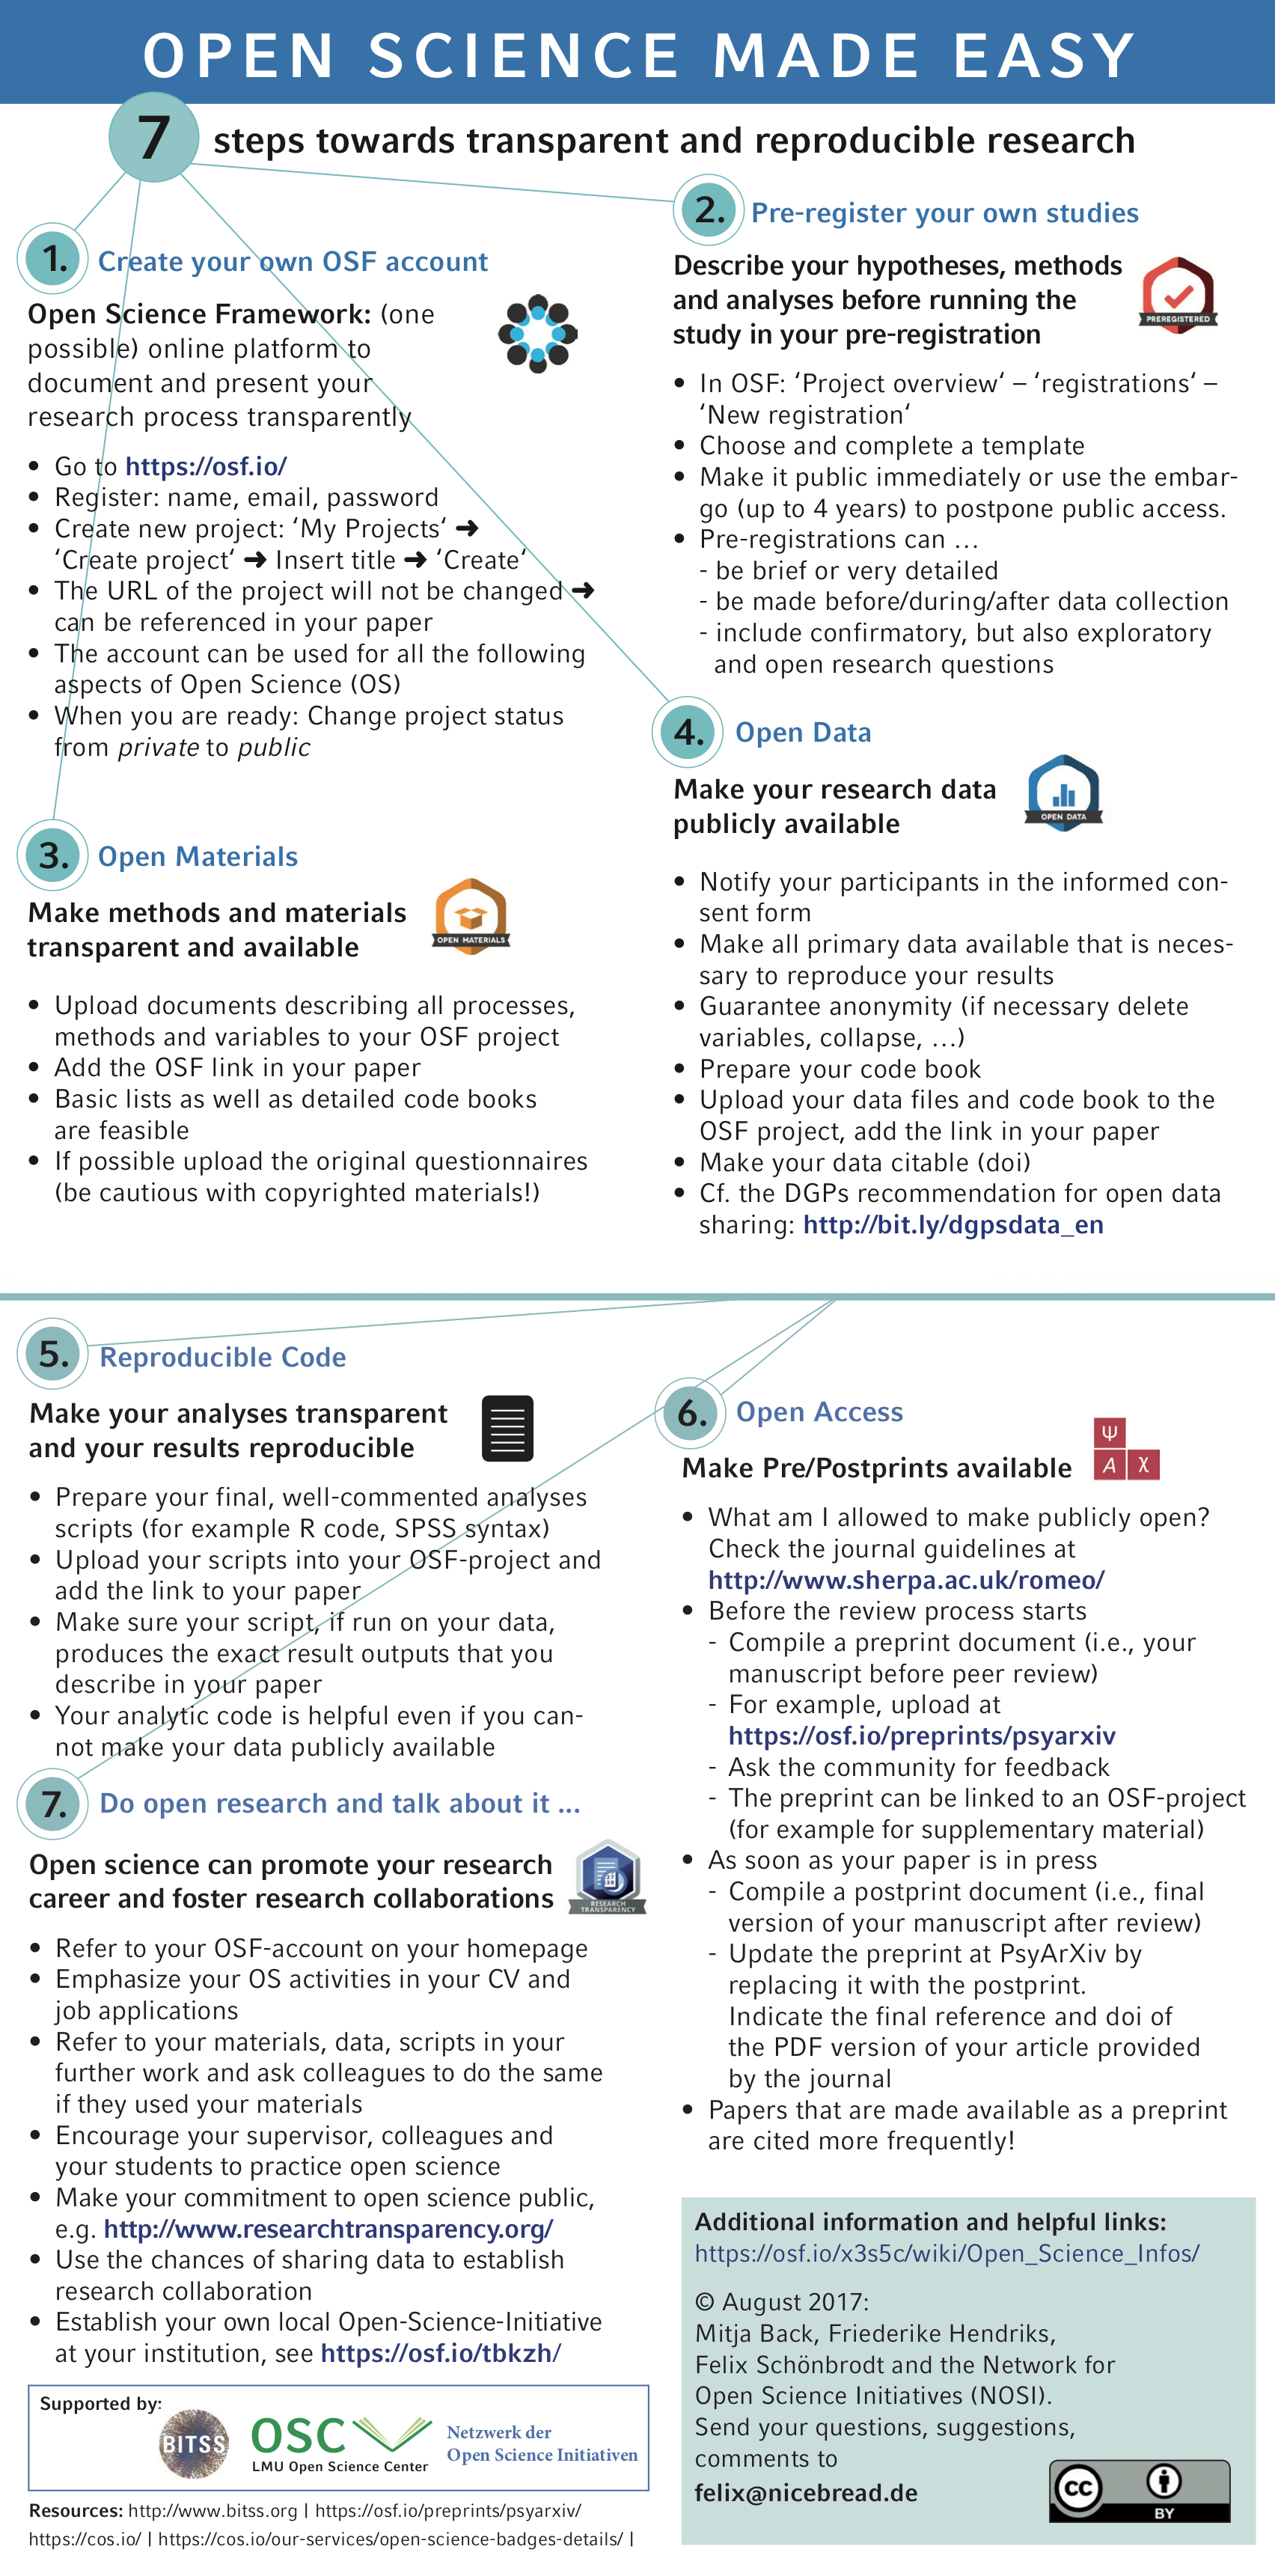 OPEN SCIENCE MADE EASY
7 steps towards transparent and reproducible research
1. Create your own OSF account
Open Science Framework: (one
possible) online platform to
document and present your
research process transparently
• Go to https://osf.io/
• Register: name, email, password
• Create new project: ‘My Projects‘ ➜
‘Create project‘ ➜ Insert title ➜ ‘Create‘
• The URL of the project will not be changed ➜
can be referenced in your paper
• The account can be used for all the following
aspects of Open Science (OS)
• When you are ready: Change project status
from private to public
2. Pre-register your own studies
Describe your hypotheses, methods
and analyses before running the
study in your pre-registration
PREREGISTERED
• In OSF: ‘Project overview‘ – ‘registrations‘ –
‘New registration‘
• Choose and complete a template
• Make it public immediately or use the embar-
go (up to 4 years) to postpone public access.
• Pre-registrations can …
- be brief or very detailed
- be made before/during/after data collection
- include confirmatory, but also exploratory
and open research questions
3. Open Materials
Make methods and materials
transparent and available
OPEN MATERIALS
• Upload documents describing all processes,
methods and variables to your OSF project
• Add the OSF link in your paper
• Basic lists as well as detailed code books
are feasible
• If possible upload the original questionnaires
(be cautious with copyrighted materials!)
4. Open Data
Make your research data
publicly available
OPEN DATA
• Notify your participants in the informed con-
sent form
• Make all primary data available that is neces-
sary to reproduce your results
• Guarantee anonymity (if necessary delete
variables, collapse, …)
• Prepare your code book
• Upload your data files and code book to the
OSF project, add the link in your paper
• Make your data citable (doi)
• Cf. the DGPs recommendation for open data
sharing: http://bit.ly/dgpsdata_en
5. Reproducible Code
Make your analyses transparent
and your results reproducible
• Prepare your final, well-commented analyses
scripts (for example R code, SPSS syntax)
• Upload your scripts into your OSF-project and
add the link to your paper
• Make sure your script, if run on your data,
produces the exact result outputs that you
describe in your paper
• Your analytic code is helpful even if you can-
not make your data publicly available
6. Open Access
Make Pre/Postprints available
Ψ
A χ
• What am I allowed to make publicly open?
Check the journal guidelines at
http://www.sherpa.ac.uk/romeo/
• Before the review process starts
- Compile a preprint document (i.e., your
manuscript before peer review)
- For example, upload at
https://osf.io/preprints/psyarxiv
- Ask the community for feedback
- The preprint can be linked to an OSF-project
(for example for supplementary material)
• As soon as your paper is in press
- Compile a postprint document (i.e., final
version of your manuscript after review)
- Update the preprint at PsyArXiv by
replacing it with the postprint.
Indicate the final reference and doi of
the PDF version of your article provided
by the journal
• Papers that are made available as a preprint
are cited more frequently!
7. Do open research and talk about it ...
Open science can promote your research
career and foster research collaborations
RESEARCH
TRANSPARENCY
• Refer to your OSF-account on your homepage
• Emphasize your OS activities in your CV and
job applications
• Refer to your materials, data, scripts in your
further work and ask colleagues to do the same
if they used your materials
• Encourage your supervisor, colleagues and
your students to practice open science
• Make your commitment to open science public,
e.g. http://www.researchtransparency.org/
• Use the chances of sharing data to establish
research collaboration
• Establish your own local Open-Science-Initiative
at your institution, see https://osf.io/tbkzh/
Supported by:
BITSS
OSC
LMU Open Science Center
Netzwerk der
Open Science Initiativen
Resources: http://www.bitss.org | https://osf.io/preprints/psyarxiv/
https://cos.io/ | https://cos.io/our-services/open-science-badges-details/ |
Additional information and helpful links:
https://osf.io/x3s5c/wiki/Open_Science_Infos/
© August 2017:
Mitja Back, Friederike Hendriks,
Felix Schönbrodt and the Network for
Open Science Initiatives (NOSI).
Send your questions, suggestions,
comments to
felix@nicebread.de
cc
BY